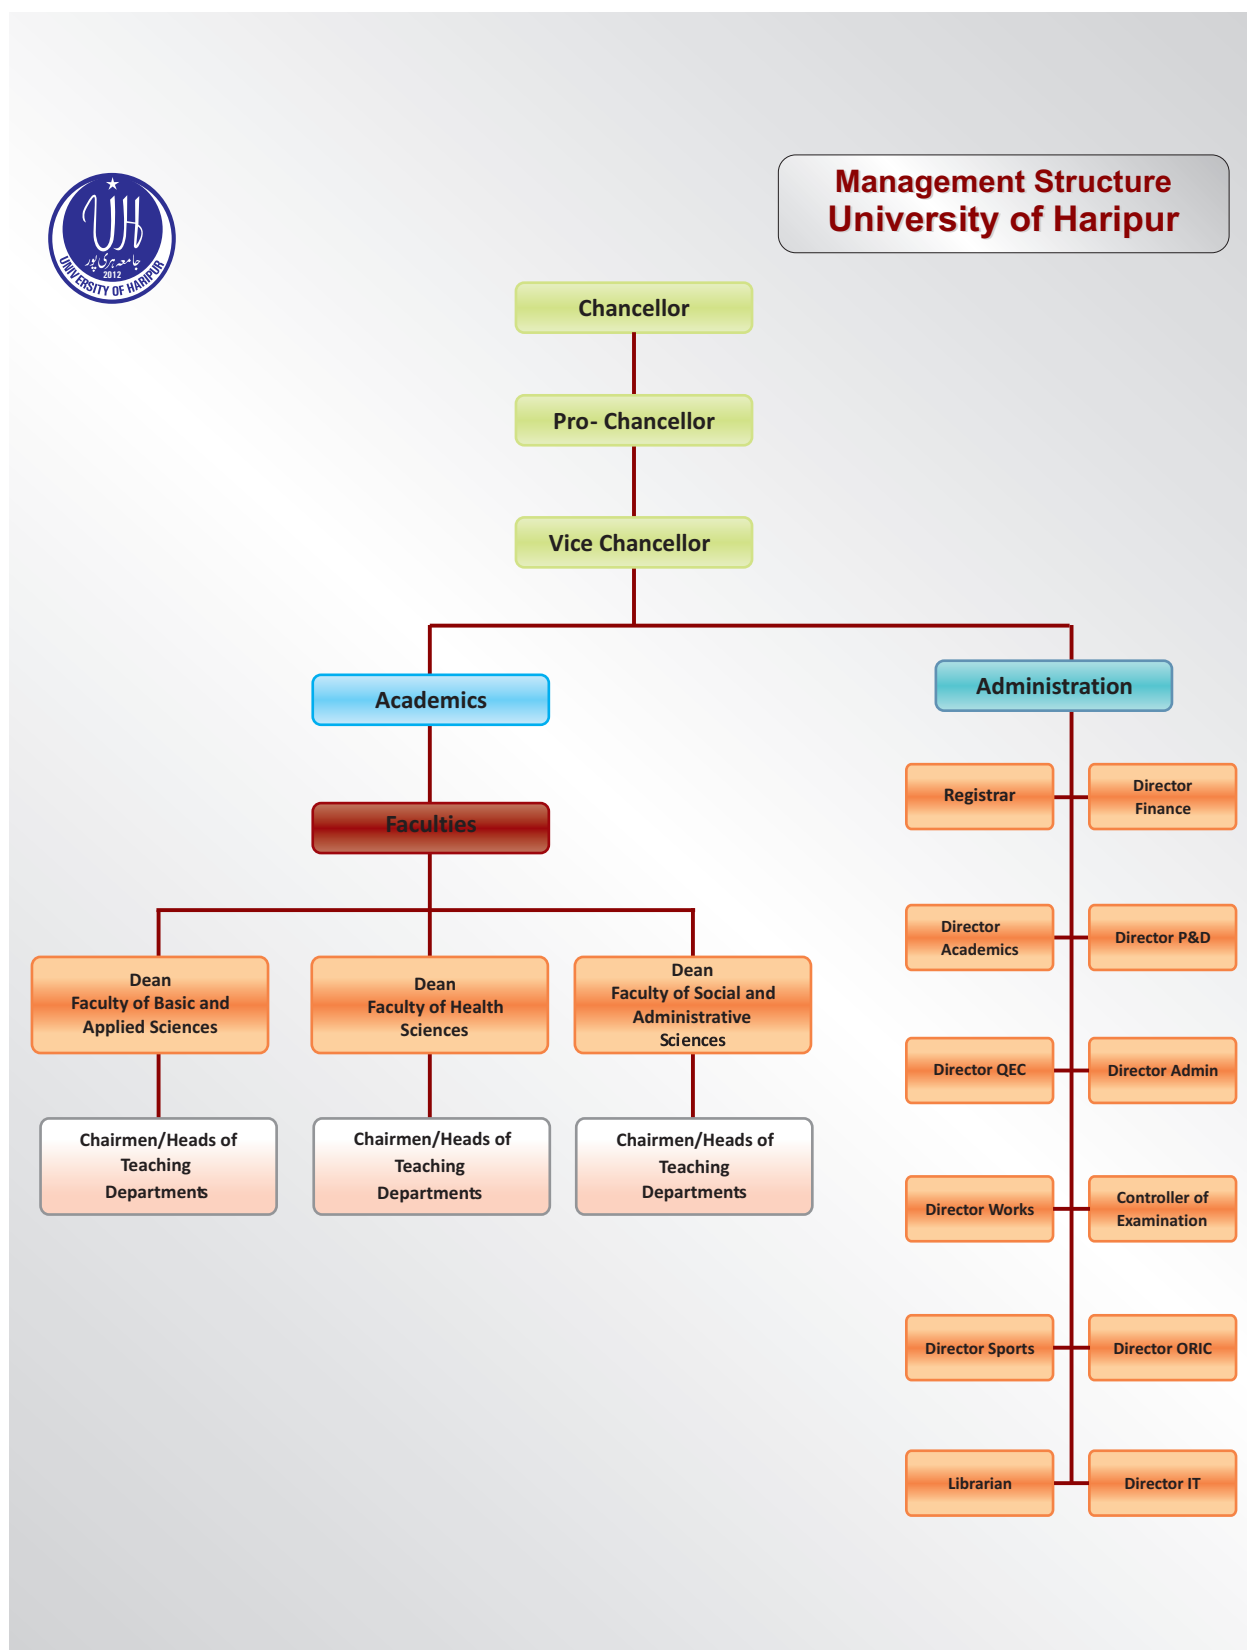 Management Structure
University of Haripur
جامعہ ہری پور
2012
UNIVERSITY OF HARIPUR
Chancellor
Pro- Chancellor
Vice Chancellor
Academics
Administration
Faculties
Dean
Faculty of Basic and
Applied Sciences
Dean
Faculty of Health
Sciences
Dean
Faculty of Social and
Administrative
Sciences
Chairmen/Heads of
Teaching
Departments
Chairmen/Heads of
Teaching
Departments
Chairmen/Heads of
Teaching
Departments
Registrar
Director
Finance
Director
Academics
Director P&D
Director QEC
Director Admin
Director Works
Controller of
Examination
Director Sports
Director ORIC
Librarian
Director IT